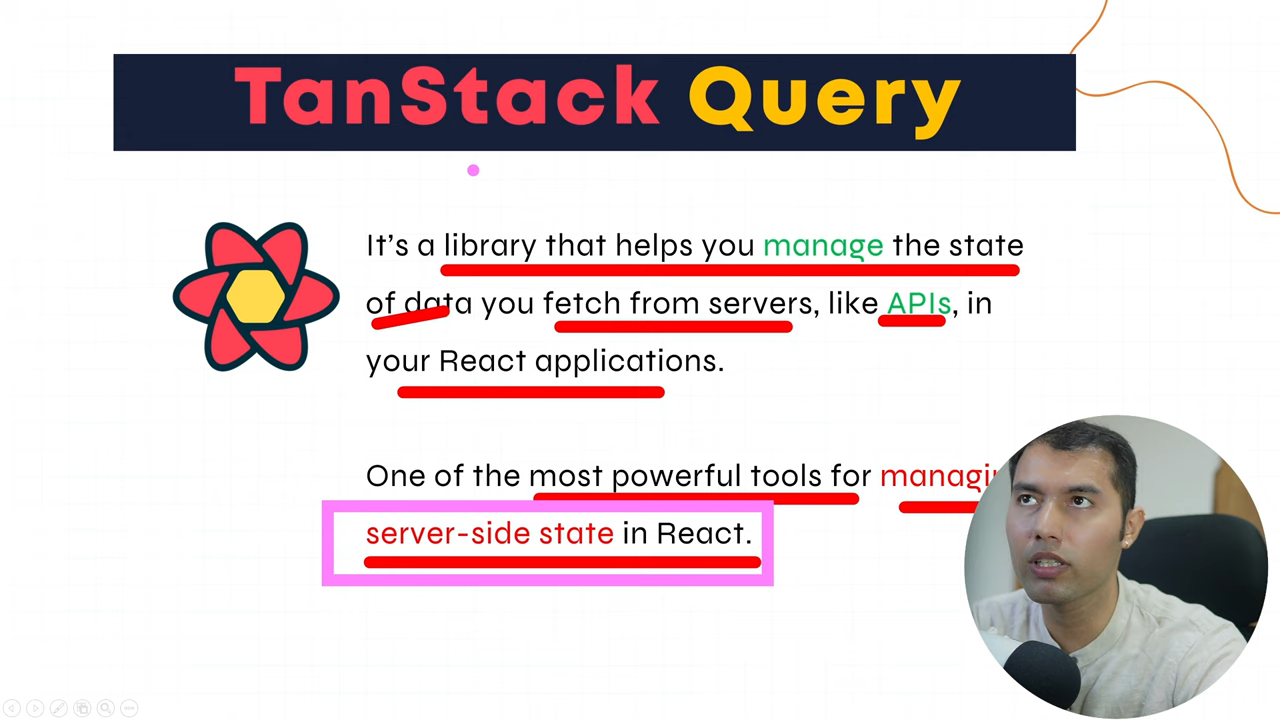 TanStack Query
It's a library that helps you manage the state
of data you fetch from servers, like APIs, in
your React applications.
One of the most powerful tools for
server-side state in React.